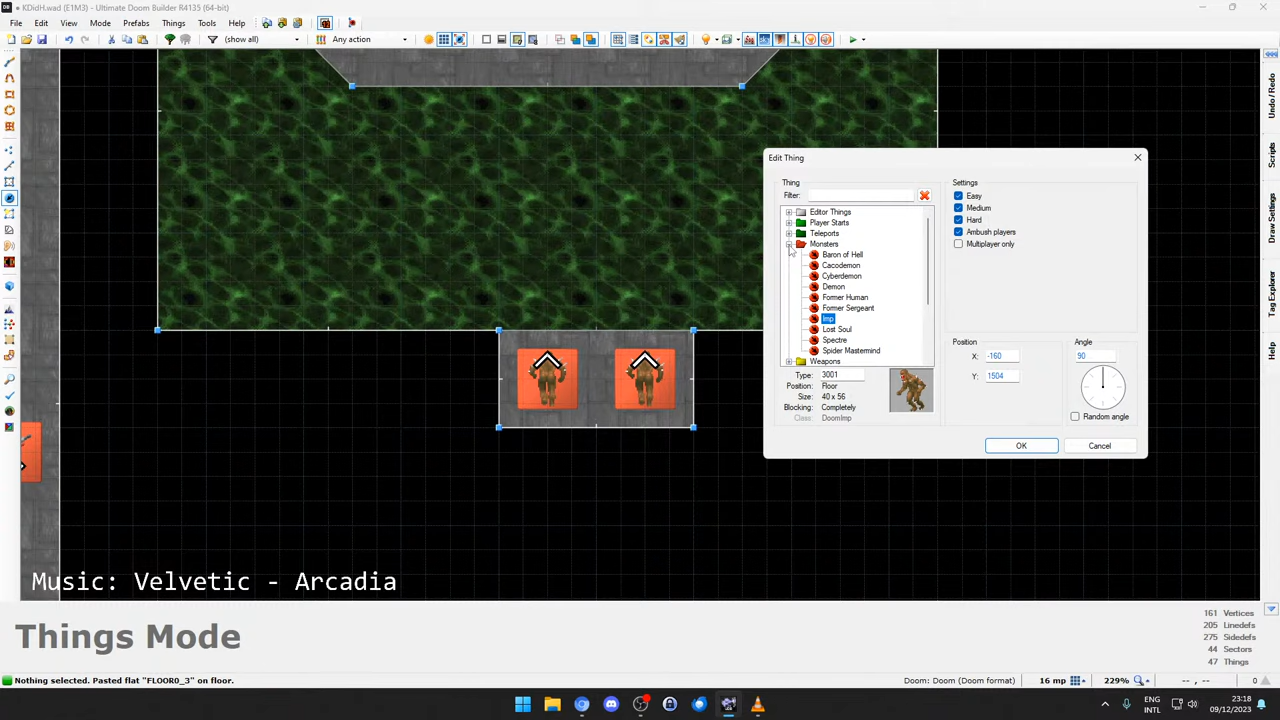 KDidH.wad (E1M3) - Ultimate Doom Builder R4135 (64-bit)
File Edit View Mode Prefabs Things Tools Help
(show all) Any action
Undo / Redo
Scripts
Tag Settings
Draw Settings
Tag Explorer
Help
Edit Thing
Thing
Filter:
Editor Things
Player Starts
Teleports
Monsters
Baron of Hell
Cacodemon
Cyberdemon
Demon
Former Human
Former Sergeant
Imp
Lost Soul
Spectre
Spider Mastermind
Weapons
Type: 3001
Position: Floor
Size: 40 x 56
Blocking: Completely
Class: DoomImp
Settings
Easy
Medium
Hard
Ambush players
Multiplayer only
Position
X: -160
Y: 1504
Angle
90
Random angle
OK Cancel
Music: Velvetic - Arcadia
Things Mode
161 Vertices
205 Linedefs
275 Sidedefs
44 Sectors
47 Things
Nothing selected. Pasted flat "FLOOR0_3" on floor.
Doom: Doom (Doom format) 16 mp 229% -- , -- 0
ENG
INTL
23:18
09/12/2023